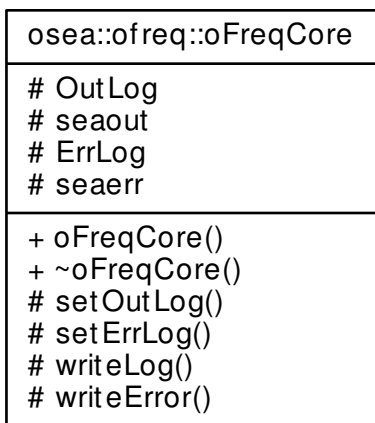 osea::ofreq::oFreqCore
# OutLog
# seaout
# ErrLog
# seaerr
+ oFreqCore()
+ ~oFreqCore()
# setOutLog()
# setErrLog()
# writeLog()
# writeError()